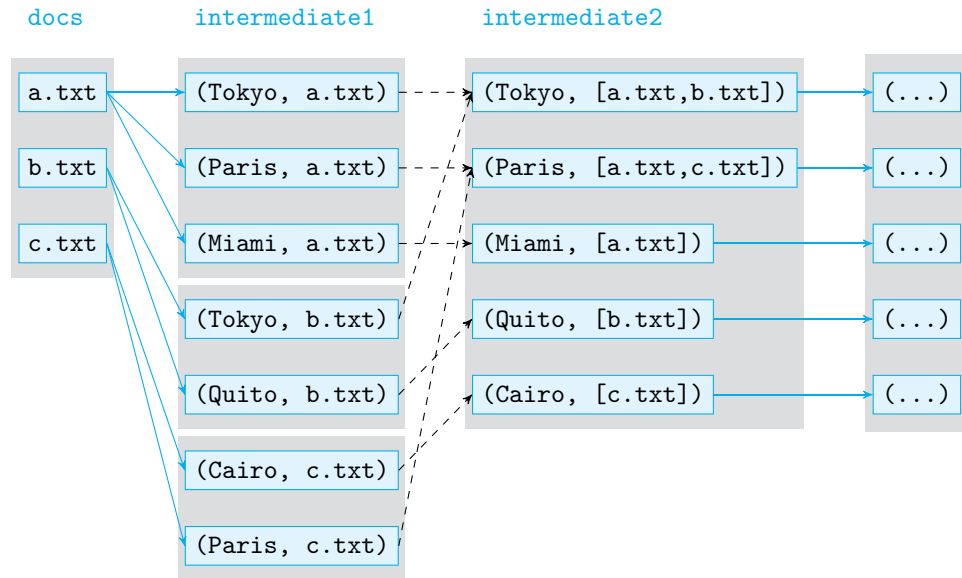 docs intermediate1 intermediate2
a.txt (Tokyo, a.txt) (Tokyo, [a.txt,b.txt]) (...)
b.txt (Paris, a.txt) (Paris, [a.txt,c.txt]) (...)
c.txt (Miami, a.txt) (Miami, [a.txt]) (...)
(Tokyo, b.txt) (Quito, [b.txt]) (...)
(Quito, b.txt) (Cairo, [c.txt]) (...)
(Cairo, c.txt)
(Paris, c.txt)